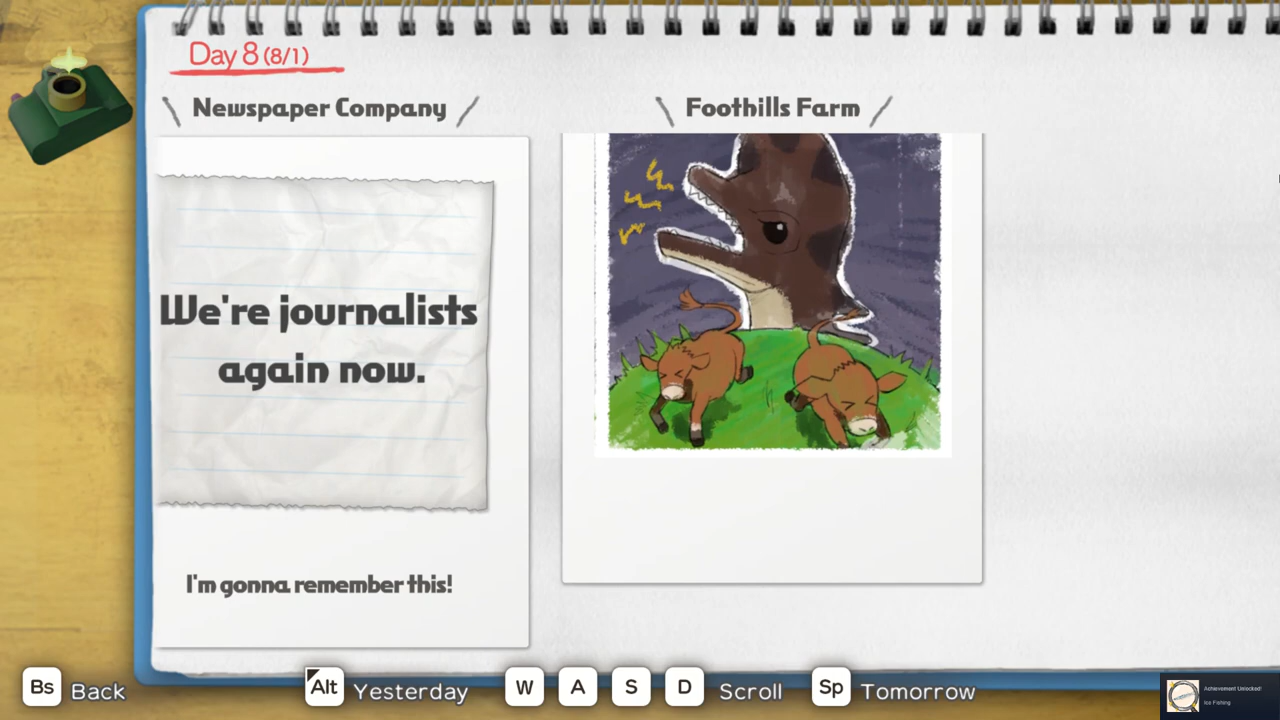 Day 8 (8/1)
Newspaper Company
Foothills Farm
We're journalists
again now.
I'm gonna remember this!
Bs Back
Alt Yesterday
W A S D Scroll
Sp Tomorrow
Achievement Unlocked:
Ice Fishing